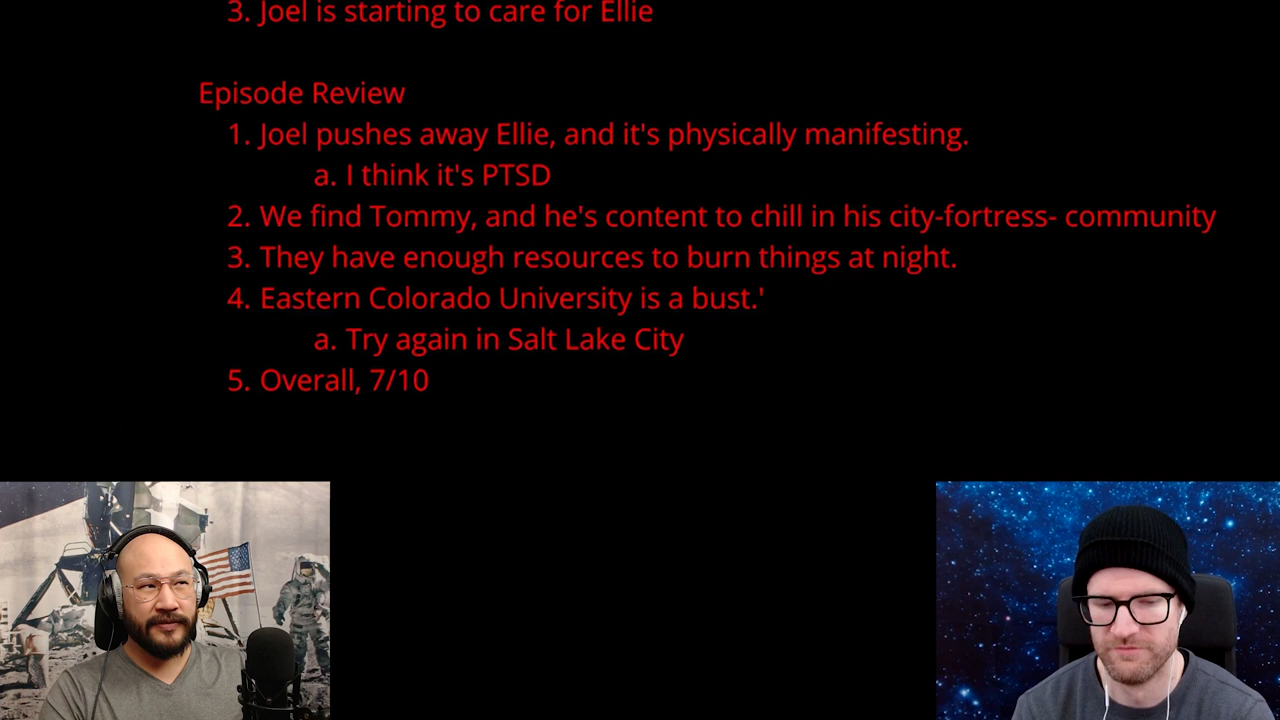 3. Joel is starting to care for Ellie
Episode Review
1. Joel pushes away Ellie, and it's physically manifesting.
a. I think it's PTSD
2. We find Tommy, and he's content to chill in his city-fortress- community
3. They have enough resources to burn things at night.
4. Eastern Colorado University is a bust.'
a. Try again in Salt Lake City
5. Overall, 7/10